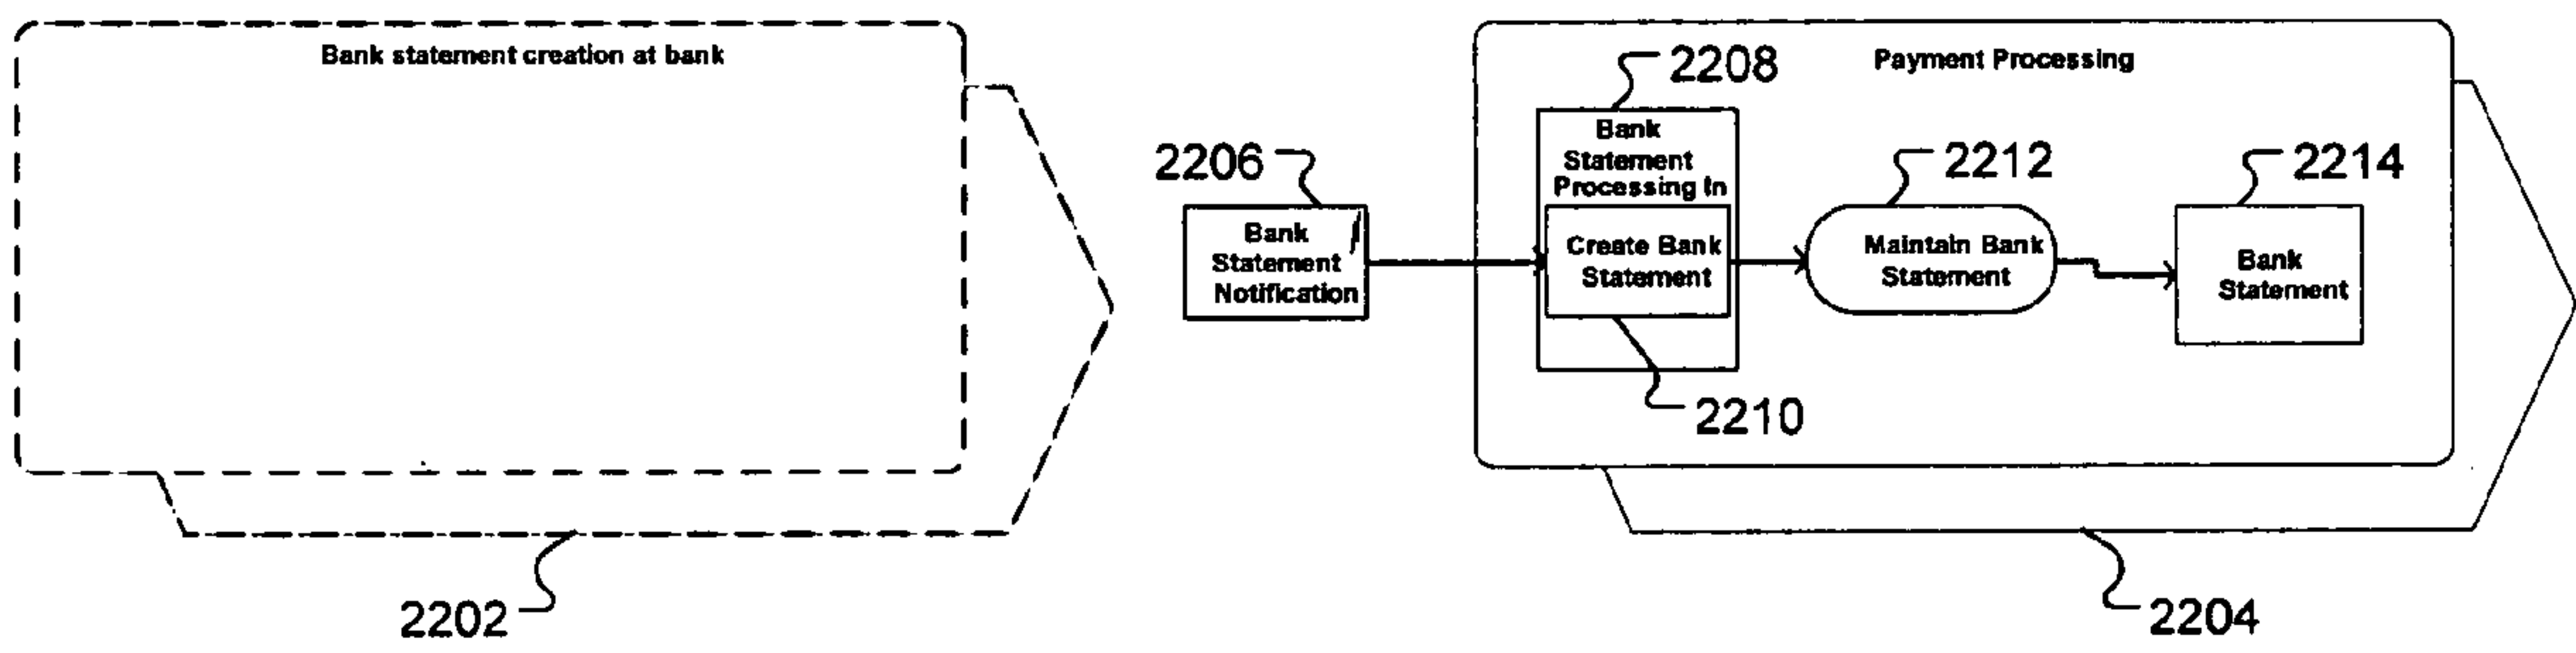 Bank statement creation at bank
2202
2206
Bank
Statement
Notification
Payment Processing
2208
Bank
Statement
Processing In
Create Bank
Statement
2210
2212
Maintain Bank
Statement
2214
Bank
Statement
2204